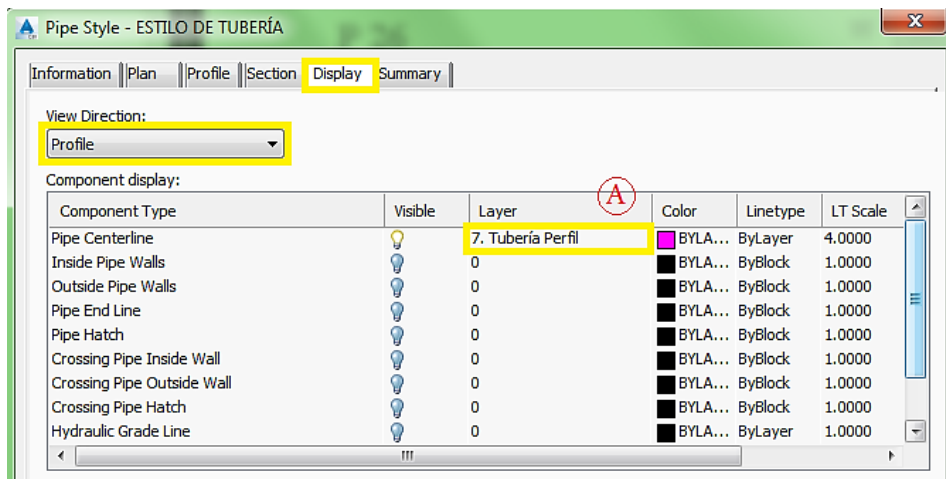 Pipe Style - ESTILO DE TUBERÍA
Information Plan Profile Section Display Summary
View Direction:
Profile
Component display:
A
Component Type Visible Layer Color Linetype LT Scale
Pipe Centerline 7. Tubería Perfil BYLA... ByLayer 4.0000
Inside Pipe Walls 0 BYLA... ByBlock 1.0000
Outside Pipe Walls 0 BYLA... ByBlock 1.0000
Pipe End Line 0 BYLA... ByBlock 1.0000
Pipe Hatch 0 BYLA... ByBlock 1.0000
Crossing Pipe Inside Wall 0 BYLA... ByBlock 1.0000
Crossing Pipe Outside Wall 0 BYLA... ByBlock 1.0000
Crossing Pipe Hatch 0 BYLA... ByBlock 1.0000
Hydraulic Grade Line 0 BYLA... ByLayer 1.0000